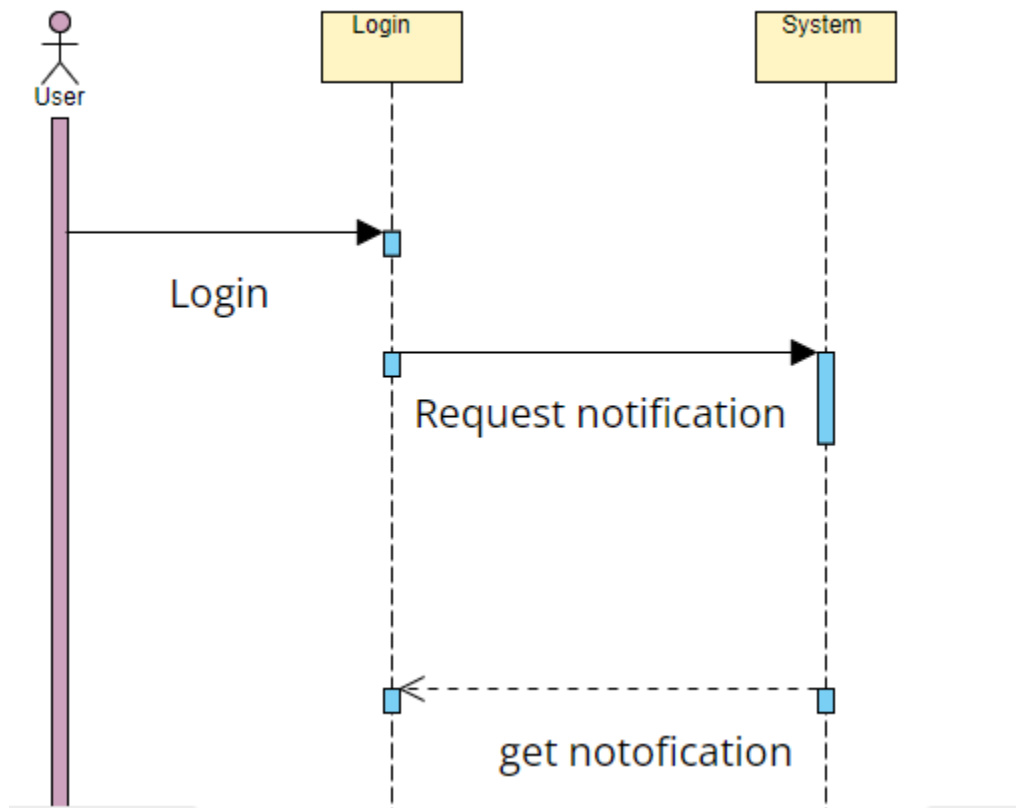 Login
System
User
Login
Request notification
get notofication